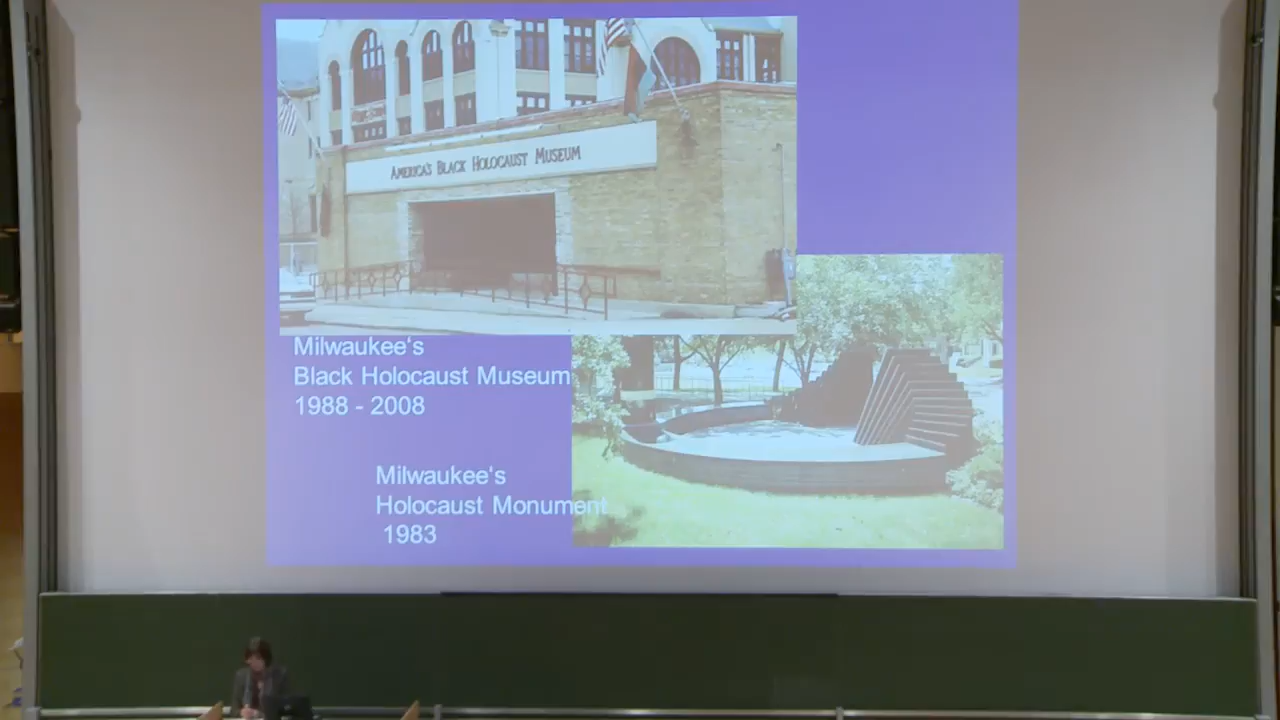 AMERICA'S BLACK HOLOCAUST MUSEUM
Milwaukee's
Black Holocaust Museum
1988 - 2008
Milwaukee's
Holocaust Monument
1983